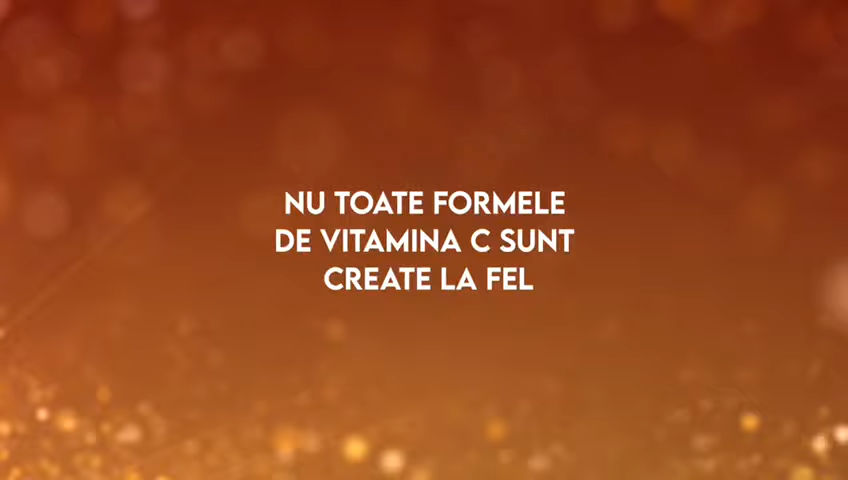 NU TOATE FORMELE
DE VITAMINA C SUNT
CREATE LA FEL